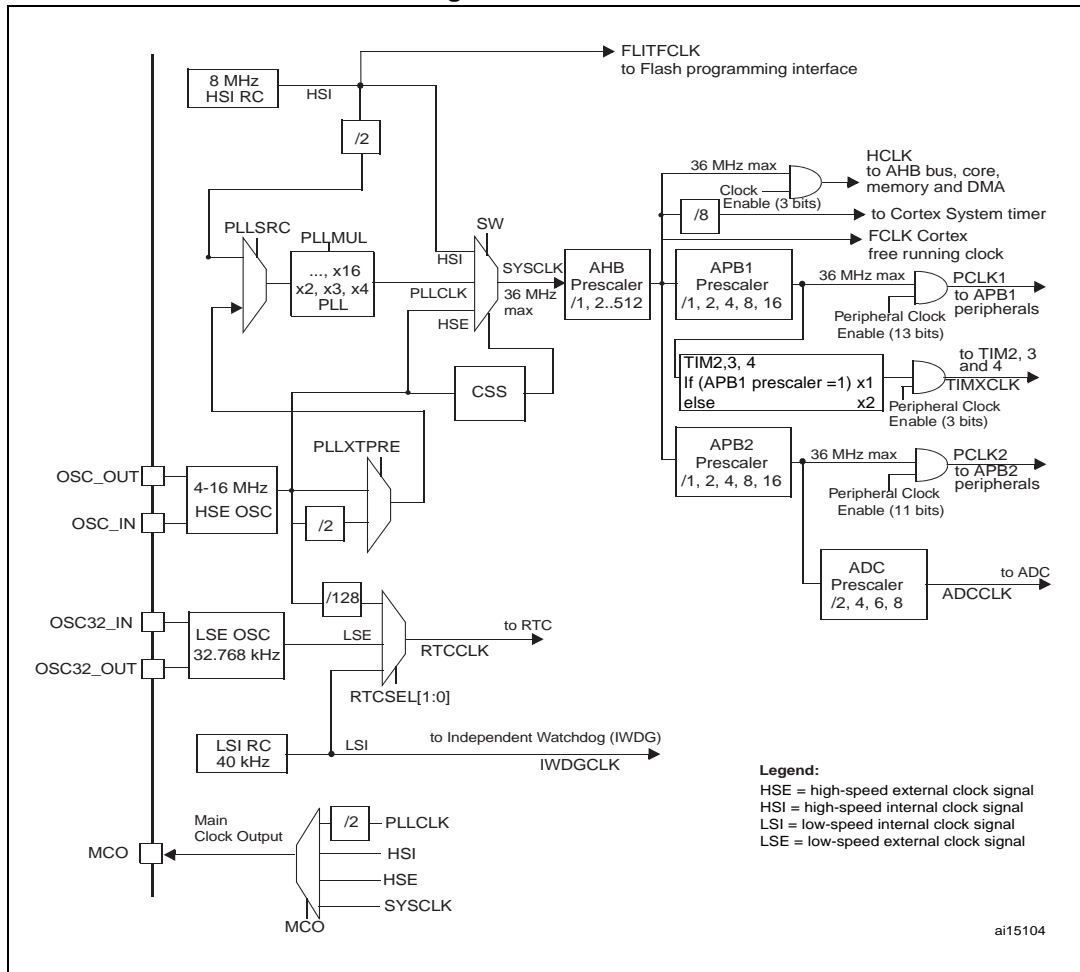 FLITFCLK
to Flash programming interface
8 MHz
HSI RC
HSI
/2
36 MHz max
HCLK
to AHB bus, core,
memory and DMA
Clock
Enable (3 bits)
/8
to Cortex System timer
FCLK Cortex
free running clock
PLLSRC
PLLMUL
..., x16
x2, x3, x4
PLL
SW
HSI
PLLCLK
HSE
SYSCLK
36 MHz
max
AHB
Prescaler
/1, 2..512
APB1
Prescaler
/1, 2, 4, 8, 16
36 MHz max
PCLK1
to APB1
peripherals
Peripheral Clock
Enable (13 bits)
TIM2,3, 4
If (APB1 prescaler =1) x1
else x2
to TIM2, 3
and 4
TIMXCLK
Peripheral Clock
Enable (3 bits)
CSS
PLLXTPRE
OSC_OUT
OSC_IN
4-16 MHz
HSE OSC
/2
APB2
Prescaler
/1, 2, 4, 8, 16
36 MHz max
PCLK2
to APB2
peripherals
Peripheral Clock
Enable (11 bits)
ADC
Prescaler
/2, 4, 6, 8
to ADC
ADCCLK
/128
OSC32_IN
OSC32_OUT
LSE OSC
32.768 kHz
LSE
to RTC
RTCCLK
RTCSEL[1:0]
LSI RC
40 kHz
LSI
to Independent Watchdog (IWDG)
IWDGCLK
Legend:
HSE = high-speed external clock signal
HSI = high-speed internal clock signal
LSI = low-speed internal clock signal
LSE = low-speed external clock signal
Main
Clock Output
MCO
/2
PLLCLK
HSI
HSE
SYSCLK
MCO
ai15104